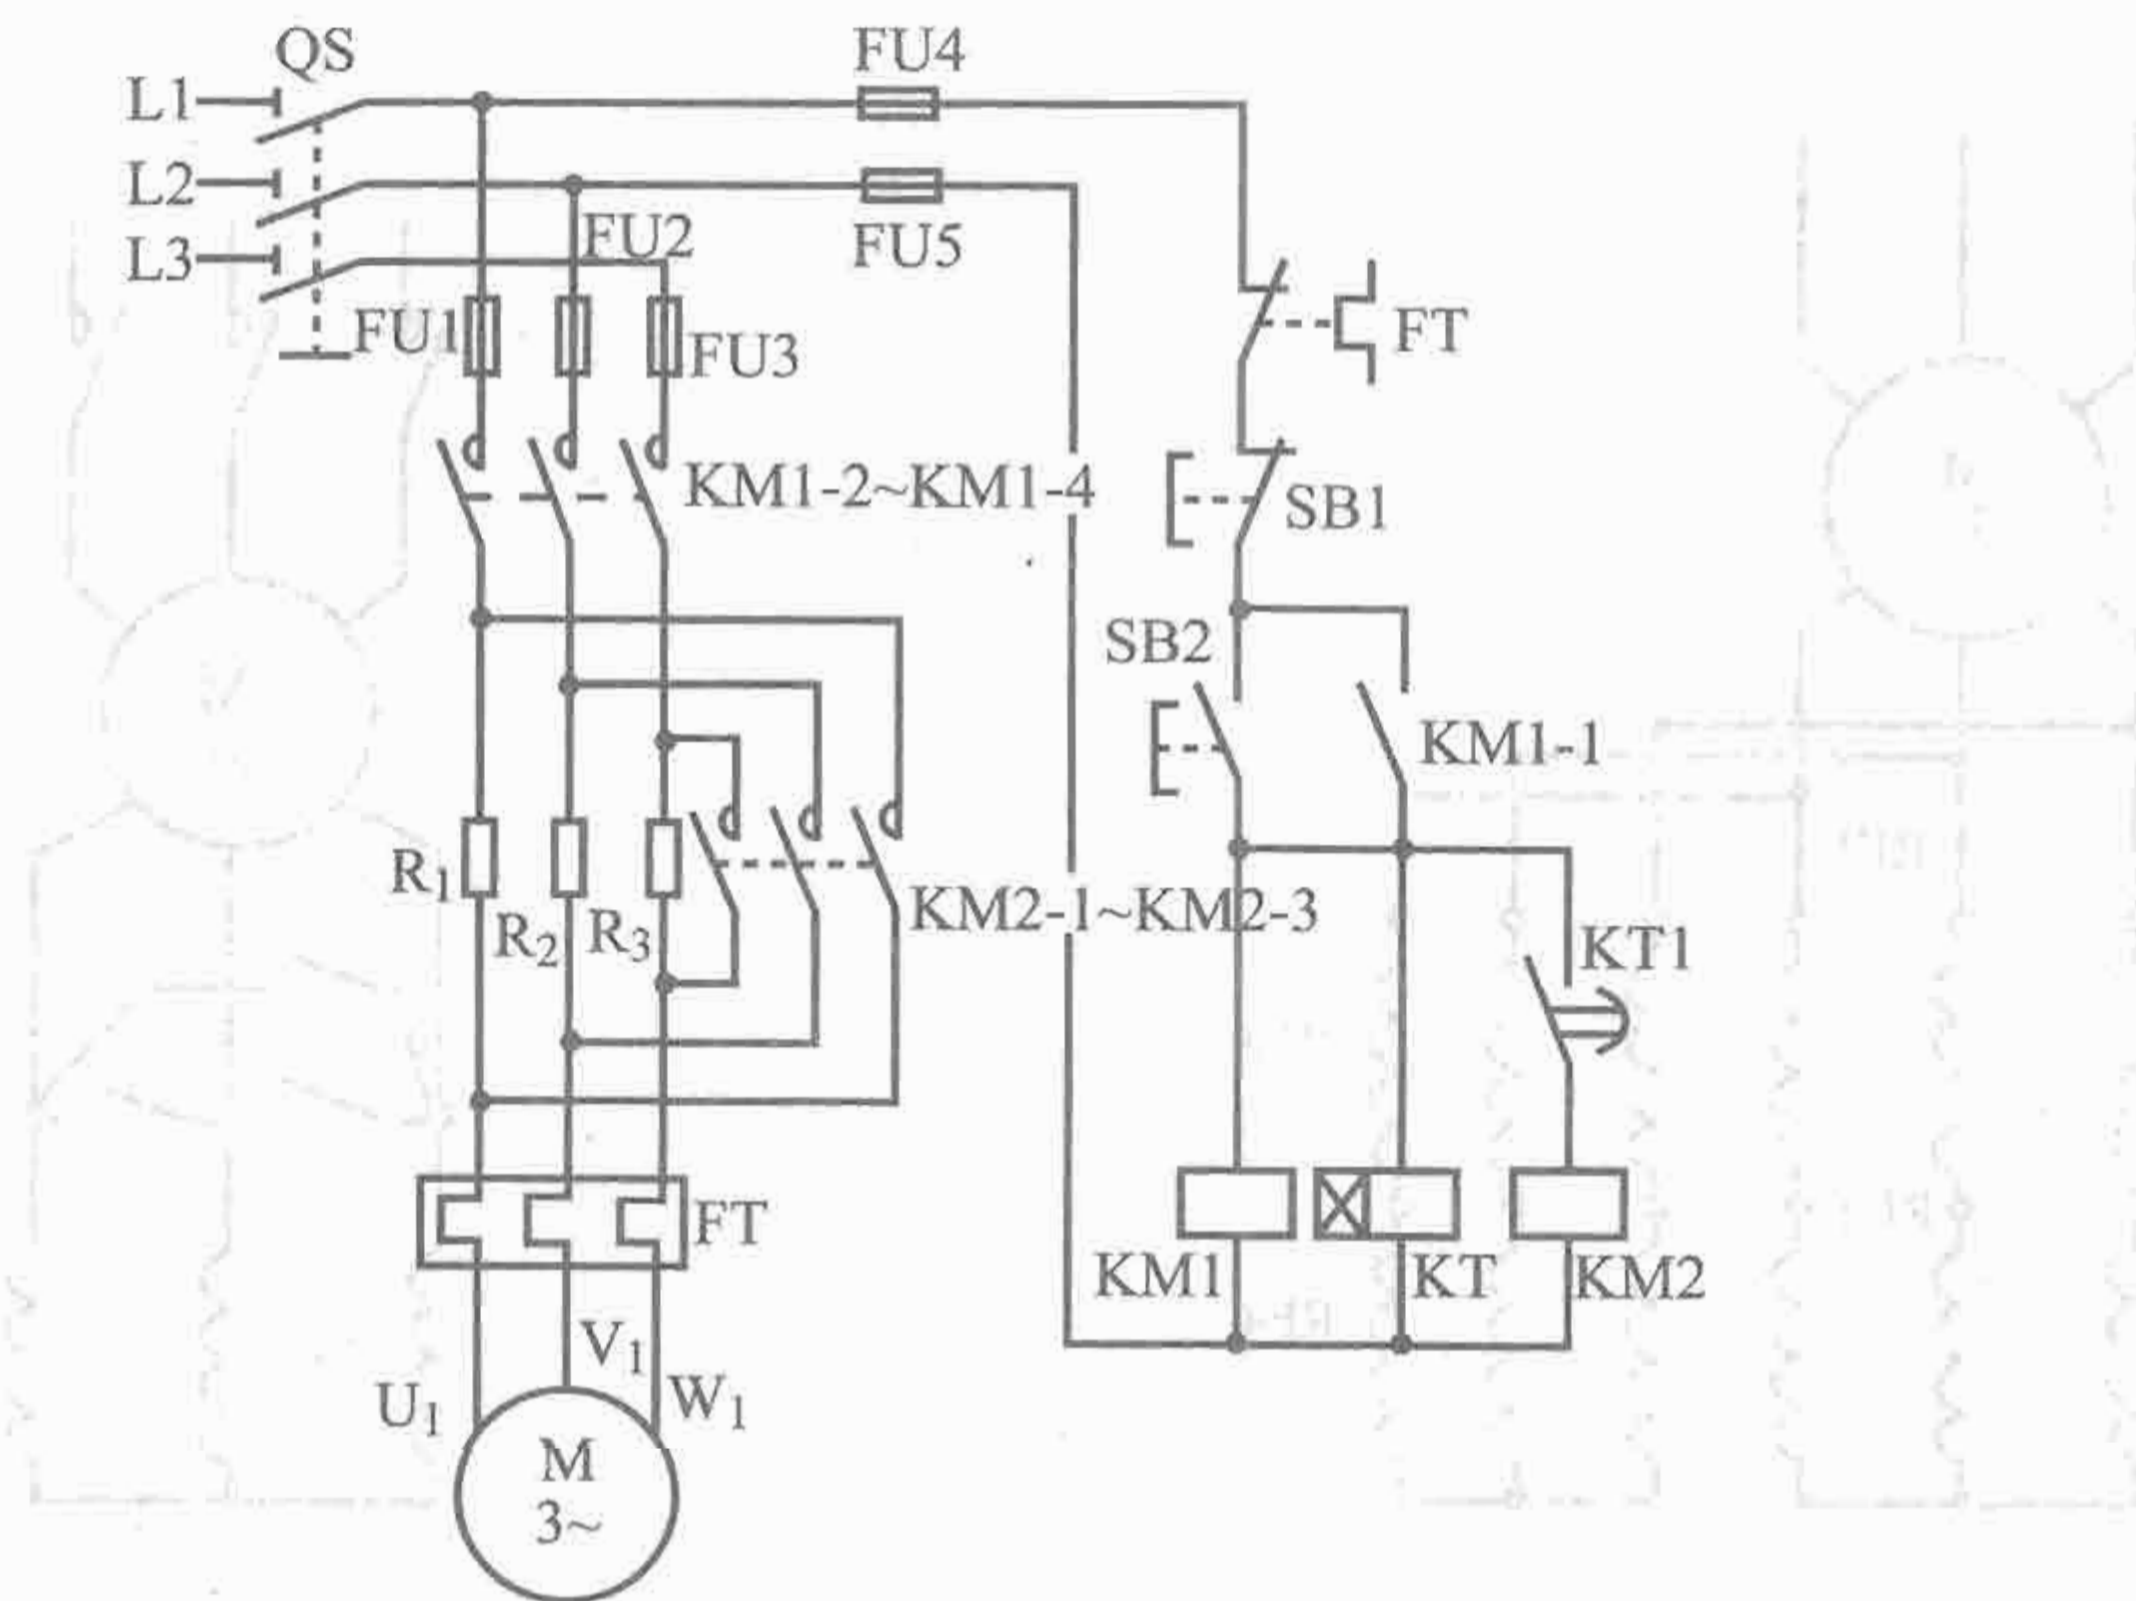 QS
FU4
L1
L2
FU2
FU5
L3
FU1
FU3
FT
KM1-2~KM1-4
SB1
SB2
KM1-1
R1
R2
R3
KM2-1~KM2-3
KT1
FT
KM1
KT
KM2
V1
U1
W1
M
3~